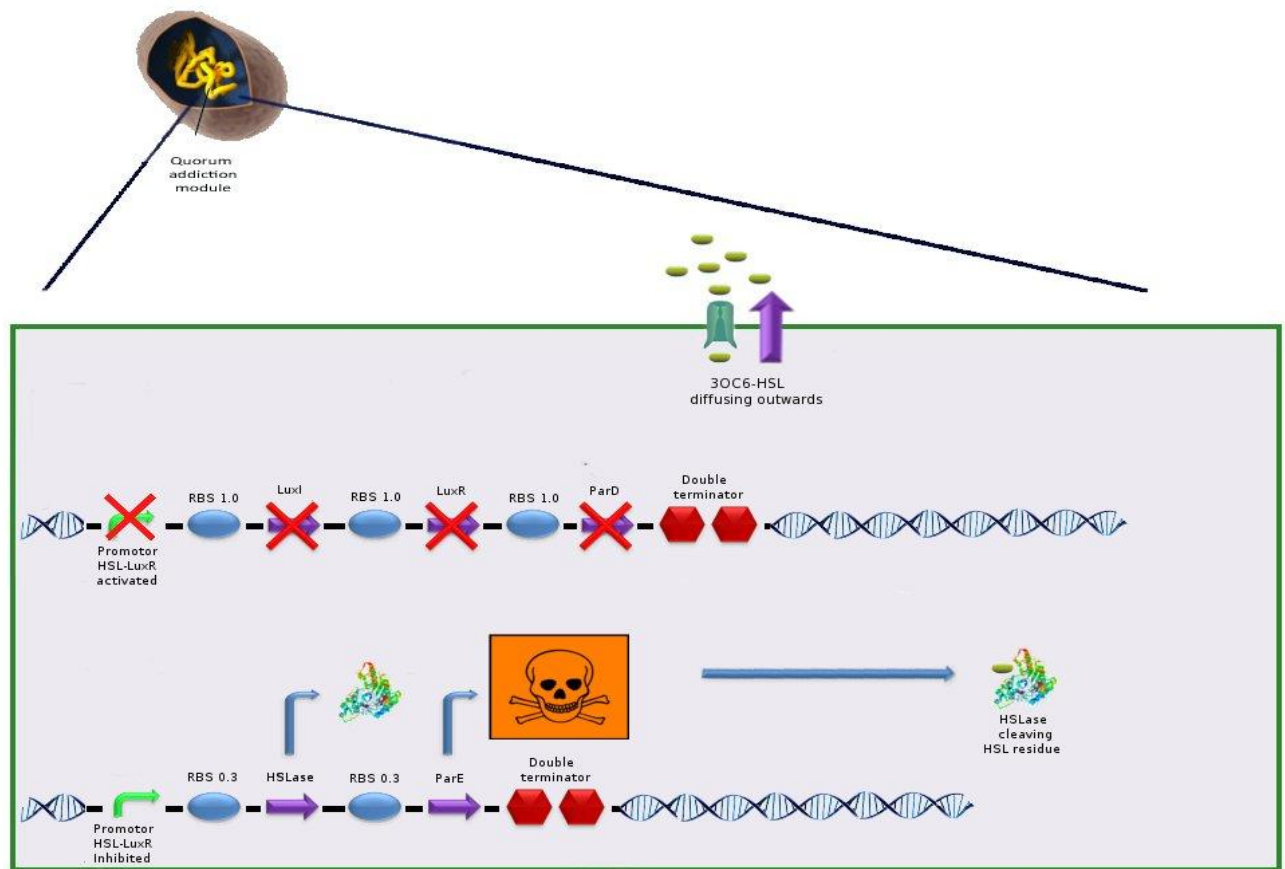 Quorum
addiction
module
3OC6-HSL
diffusing outwards
RBS 1.0
LuxI
RBS 1.0
LuxR
RBS 1.0
ParD
Double
terminator
Promotor
HSL-LuxR
activated
HSLase
cleaving
HSL residue
RBS 0.3
HSLase
RBS 0.3
ParE
Double
terminator
Promotor
HSL-LuxR
Inhibited